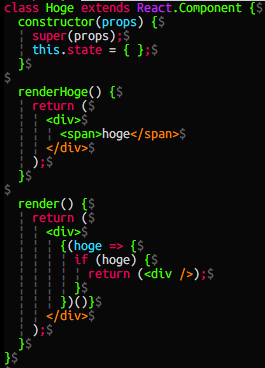 class Hoge extends React.Component {$
¦ constructor(props) {$
¦ ¦ super(props);$
¦ ¦ this.state = { };$
¦ }$
$
¦ renderHoge() {$
¦ ¦ return ($
¦ ¦ ¦ <div>$
¦ ¦ ¦ ¦ <span>hoge</span>$
¦ ¦ ¦ </div>$
¦ ¦ );$
¦ }$
$
¦ render() {$
¦ ¦ return ($
¦ ¦ ¦ <div>$
¦ ¦ ¦ ¦ {(hoge => {$
¦ ¦ ¦ ¦ ¦ if (hoge) {$
¦ ¦ ¦ ¦ ¦ ¦ return (<div />);$
¦ ¦ ¦ ¦ ¦ }$
¦ ¦ ¦ ¦ })()}$
¦ ¦ ¦ </div>$
¦ ¦ );$
¦ }$
}$